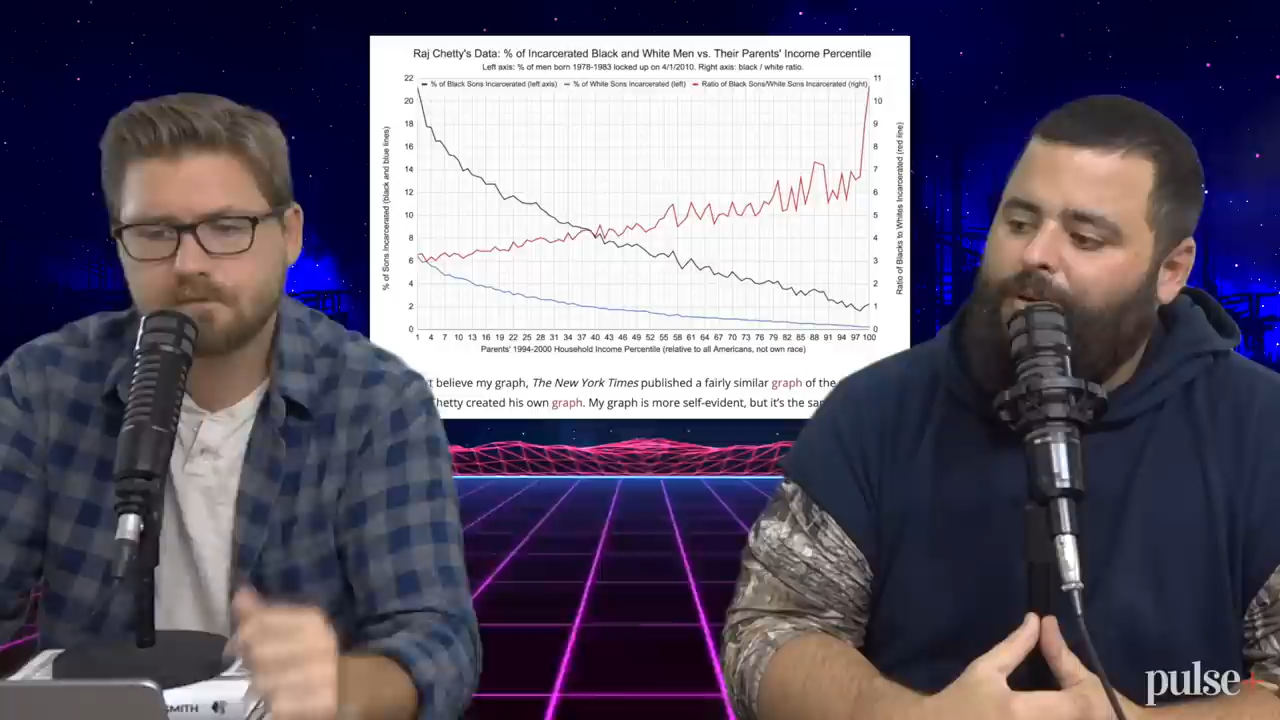 Raj Chetty's Data: % of Incarcerated Black and White Men vs. Their Parents' Income Percentile
Left axis: % of men born 1978-1983 locked up on 4/1/2010. Right axis: black / white ratio.
% of Black Sons Incarcerated (left axis) % of White Sons Incarcerated (left) Ratio of Black Sons/White Sons Incarcerated (right)
% of Sons Incarcerated (black and blue lines)
22
20
18
16
14
12
10
8
6
4
2
0
11
10
9
8
7
6
5
4
3
2
1
0
Ratio of Blacks to Whites Incarcerated (red line)
1 4 7 10 13 16 19 22 25 28 31 34 37 40 43 46 49 52 55 58 61 64 67 70 73 76 79 82 85 88 91 94 97 100
Parents' 1994-2000 Household Income Percentile (relative to all Americans, not own race)
believe my graph, The New York Times published a fairly similar graph of the
hetty created his own graph. My graph is more self-evident, but it's the
SMITH
pulse+